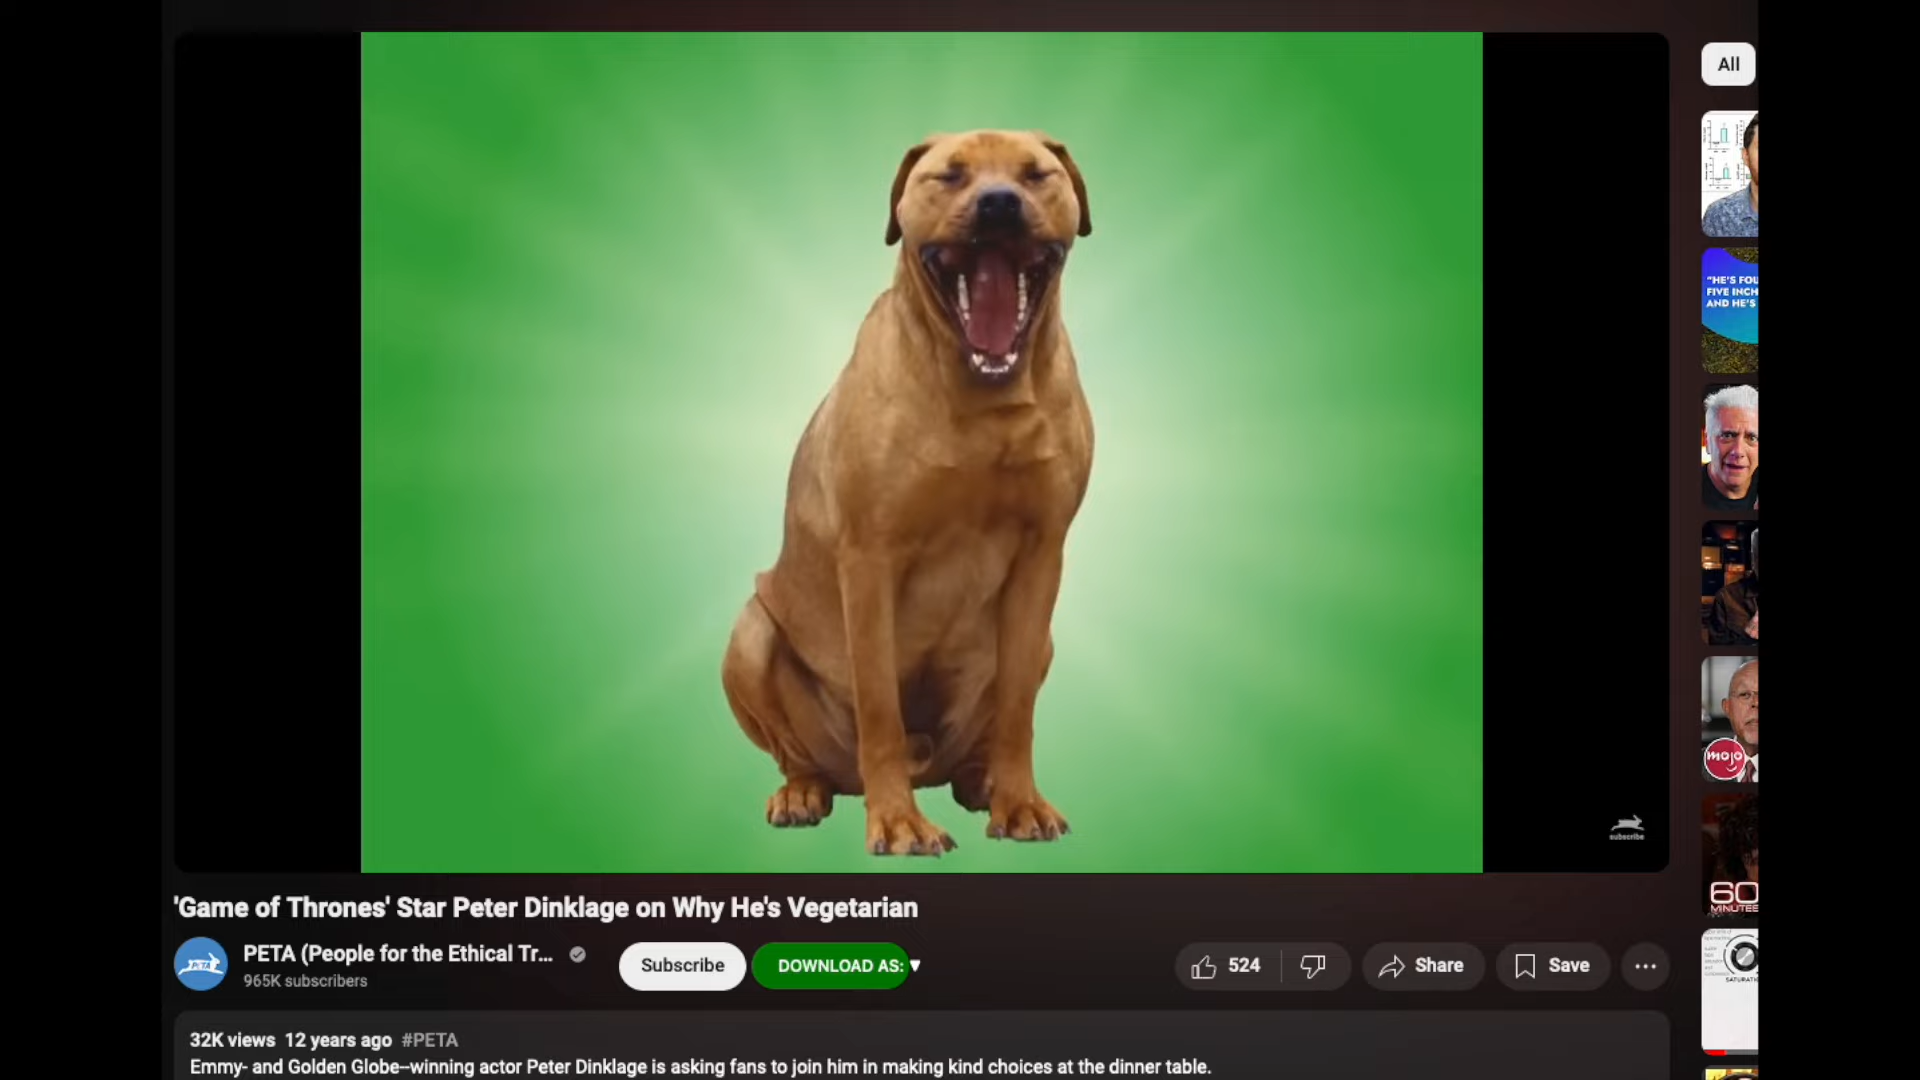 All
"HE'S FOU
FIVE INCH
AND HE'S
mojo
60
MINUTES
SATURATIO
subscribe
'Game of Thrones' Star Peter Dinklage on Why He's Vegetarian
PETA
PETA (People for the Ethical Tr...
965K subscribers
Subscribe
DOWNLOAD AS: ▼
524
Share
Save
32K views 12 years ago #PETA
Emmy- and Golden Globe–winning actor Peter Dinklage is asking fans to join him in making kind choices at the dinner table.